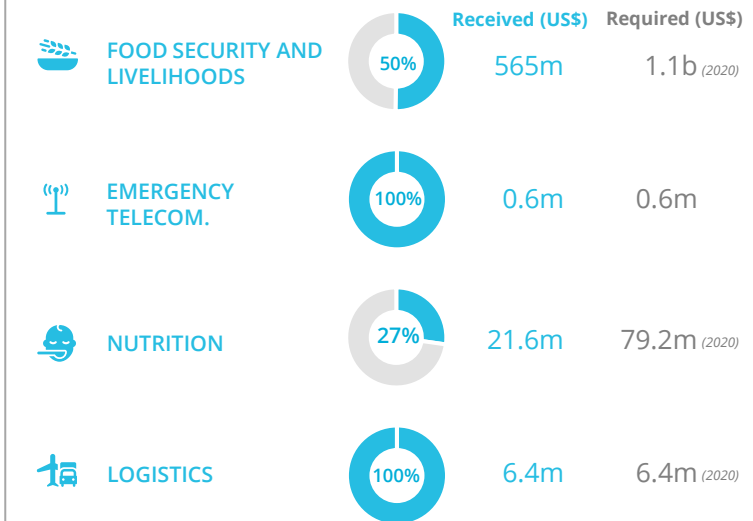 Received (US$) Required (US$)
FOOD SECURITY AND
LIVELIHOODS
50%
565m
1.1b (2020)
EMERGENCY
TELECOM.
100%
0.6m
0.6m
NUTRITION
27%
21.6m
79.2m (2020)
LOGISTICS
100%
6.4m
6.4m (2020)